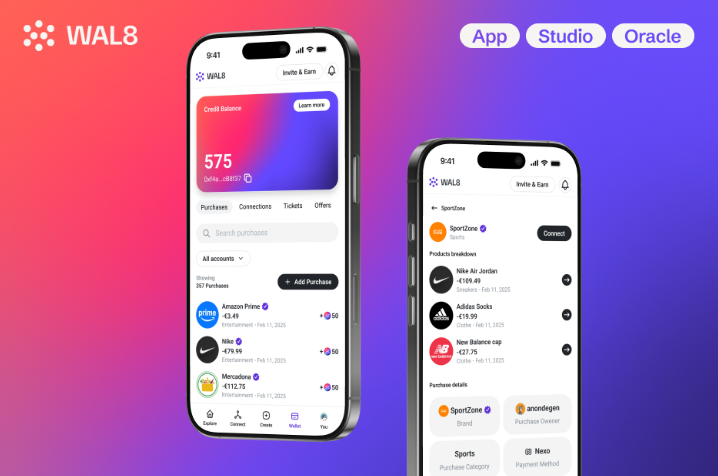 WAL8
App
Studio
Oracle
9:41
WAL8
Invite & Earn
Cred8 Balance
Learn more
575
Purchases
Connections
Tickets
Offers
Search purchases
All accounts
Showing
357 Purchases
+ Add Purchase
prime
Amazon Prime
-€3.49
Entertainment - Feb 11, 2025
+ 50
Nike
-€79.99
Entertainment - Feb 11, 2025
+ 50
Mercadona
-€112.75
Entertainment - Feb 11, 2025
+ 50
Explore
Connect
Create
Wallet
You
9:41
WAL8
Invite & Earn
← SportZone
SportZone
Sports
Connect
Products breakdown
Nike Air Jordan
-€109.49
Sneakers - Feb 11, 2025
adidas
Adidas Socks
-€19.99
Clothe - Feb 11, 2025
New Balance cap
-€27.75
Clothe - Feb 11, 2025
Purchase details
SportZone
Brand
anondegen
Purchase Owener
Sports
Purchase Category
Nexo
Payment Method